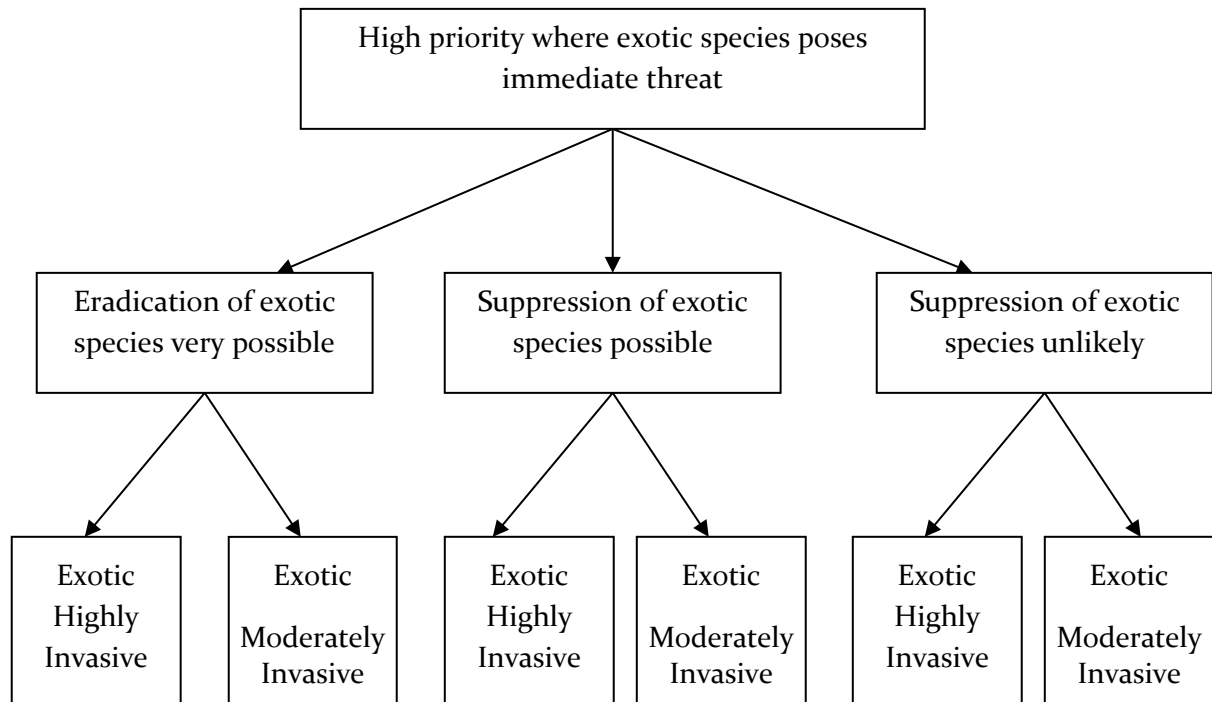 High priority where exotic species poses
immediate threat
Eradication of exotic
species very possible
Suppression of exotic
species possible
Suppression of exotic
species unlikely
Exotic
Highly
Invasive
Exotic
Moderately
Invasive
Exotic
Highly
Invasive
Exotic
Moderately
Invasive
Exotic
Highly
Invasive
Exotic
Moderately
Invasive